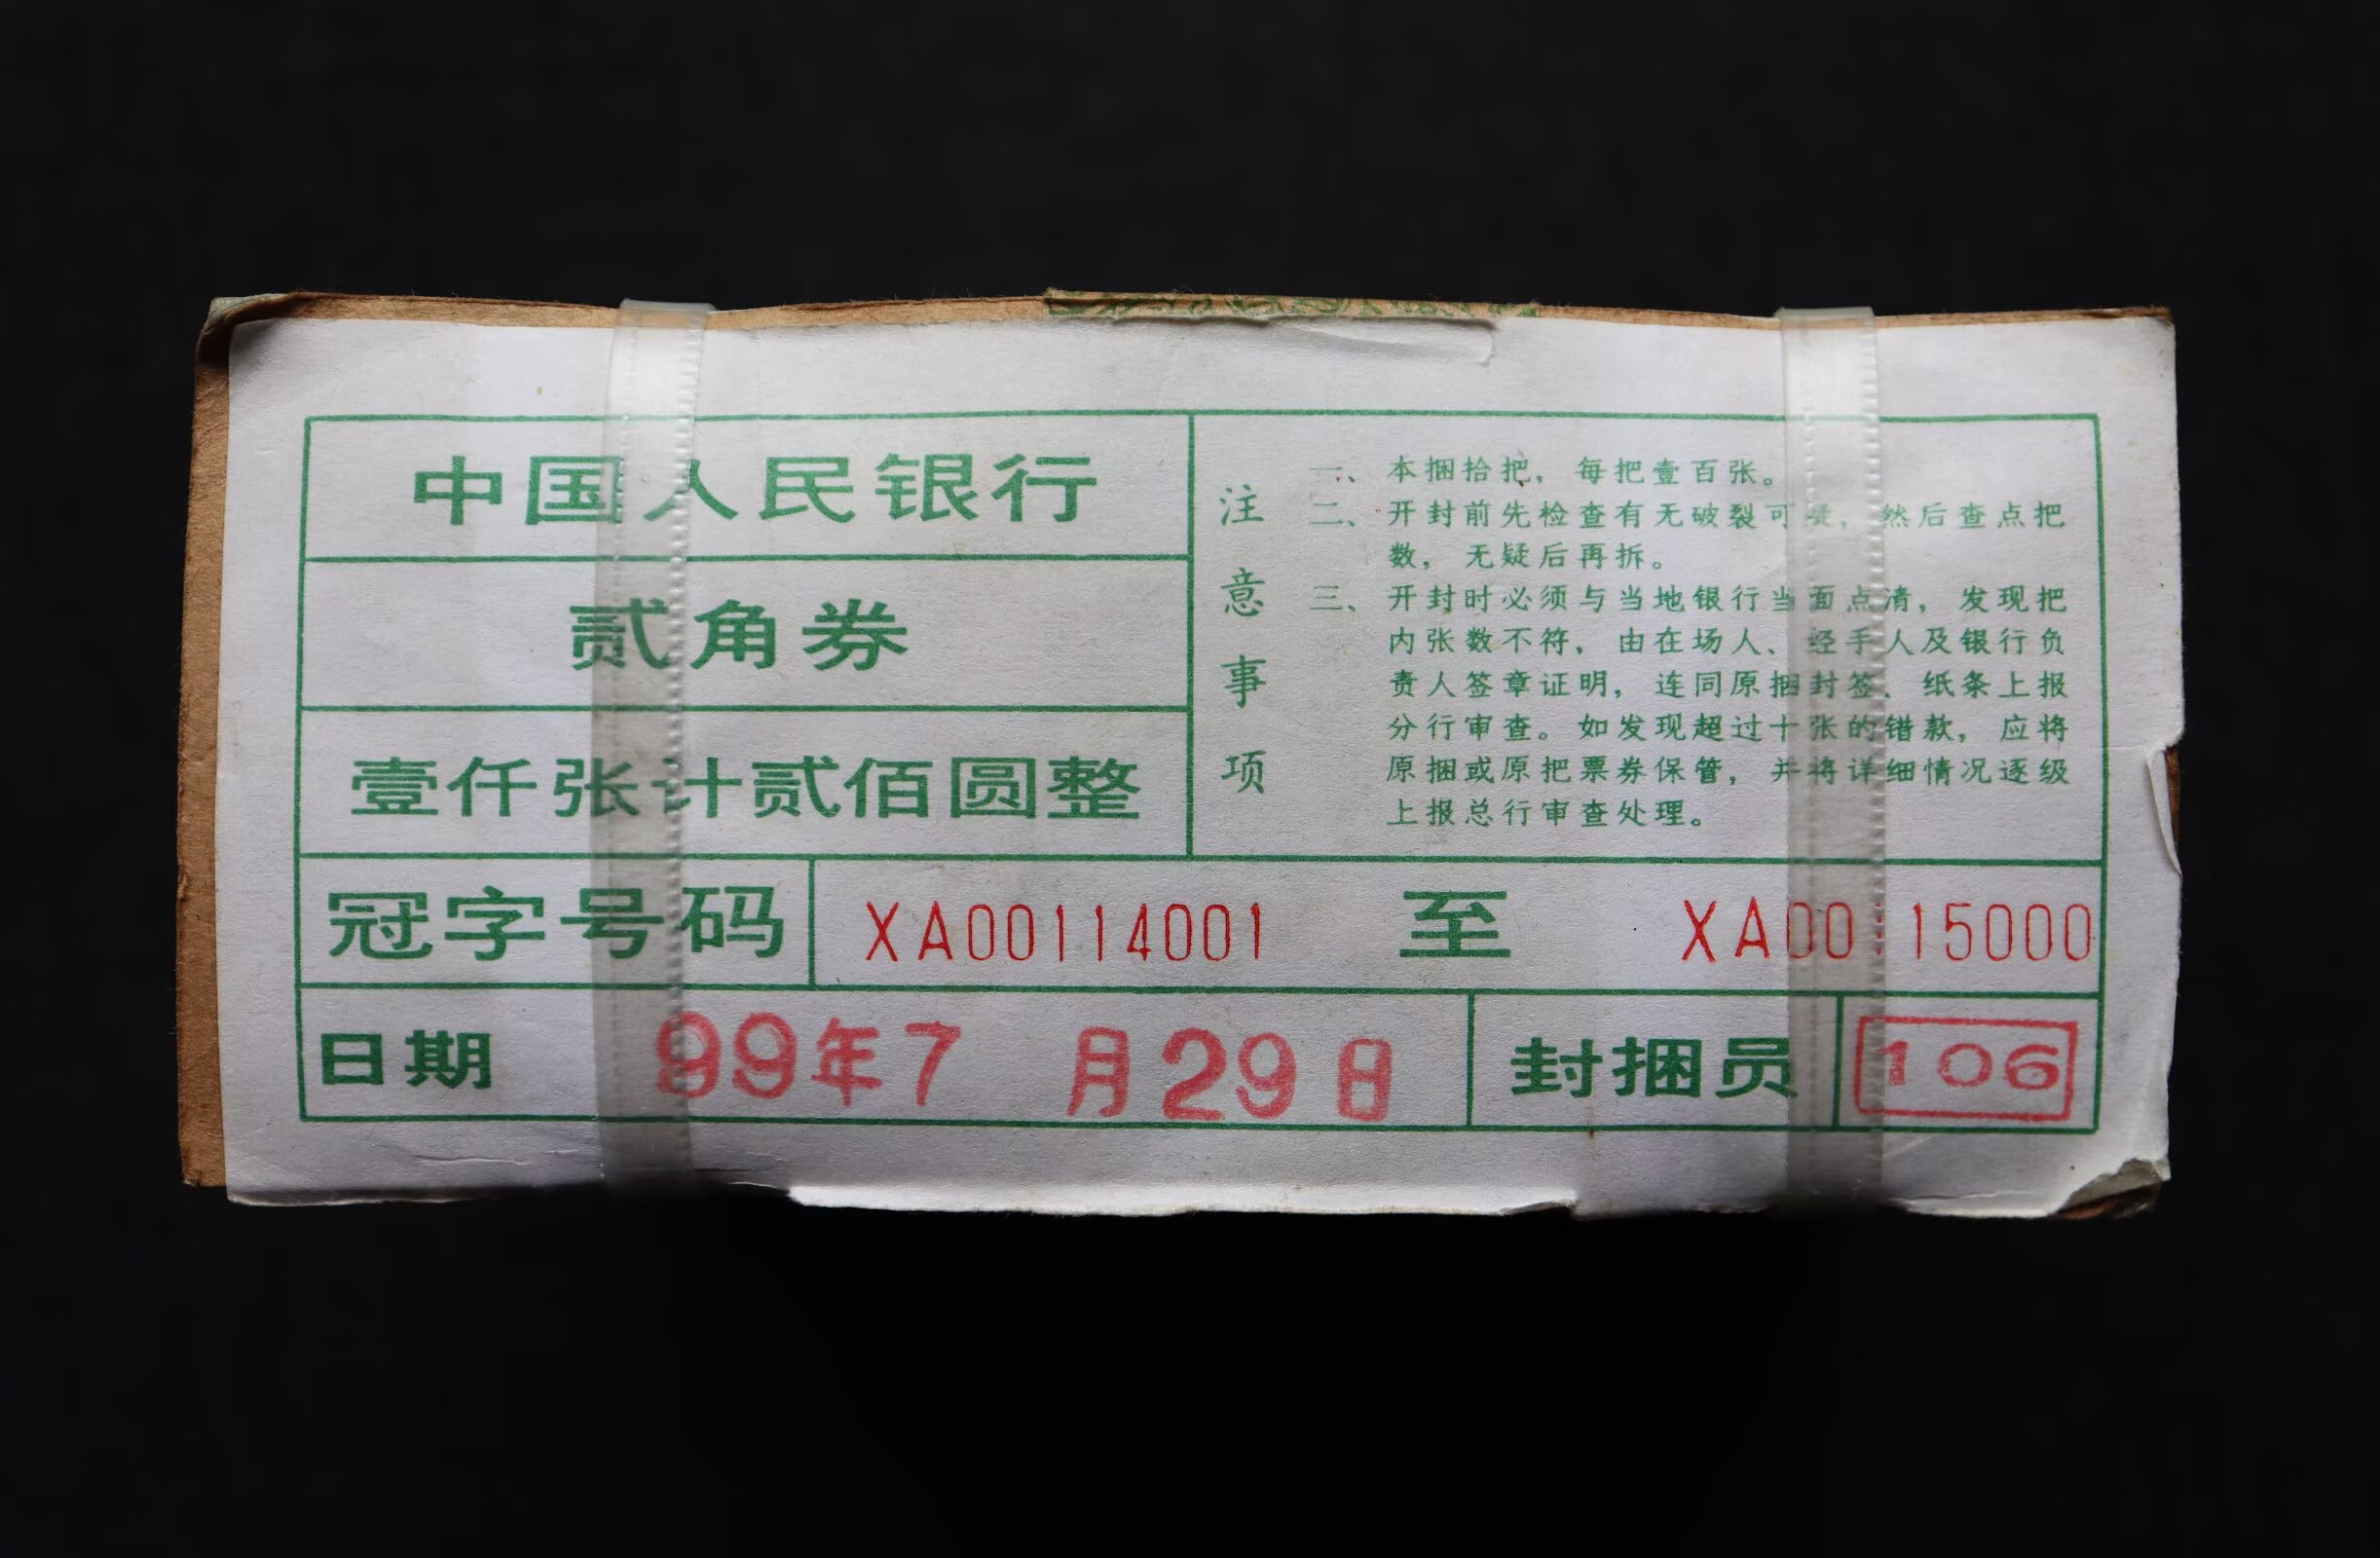 中国人民银行
贰角券
壹仟张计贰佰圆整
注意事项
一、本捆拾把，每把壹百张。
二、开封前先检查有无破裂可疑，然后查点把
数，无疑后再拆。
三、开封时必须与当地银行当面点清，发现把
内张数不符，由在场人、经手人及银行负
责人签章证明，连同原捆封签、纸条上报
分行审查。如发现超过十张的错款，应将
原捆或原把票券保管，并将详细情况逐级
上报总行审查处理。
冠字号码 XA00114001 至 XA00115000
日期 99年7月29日 封捆员 106